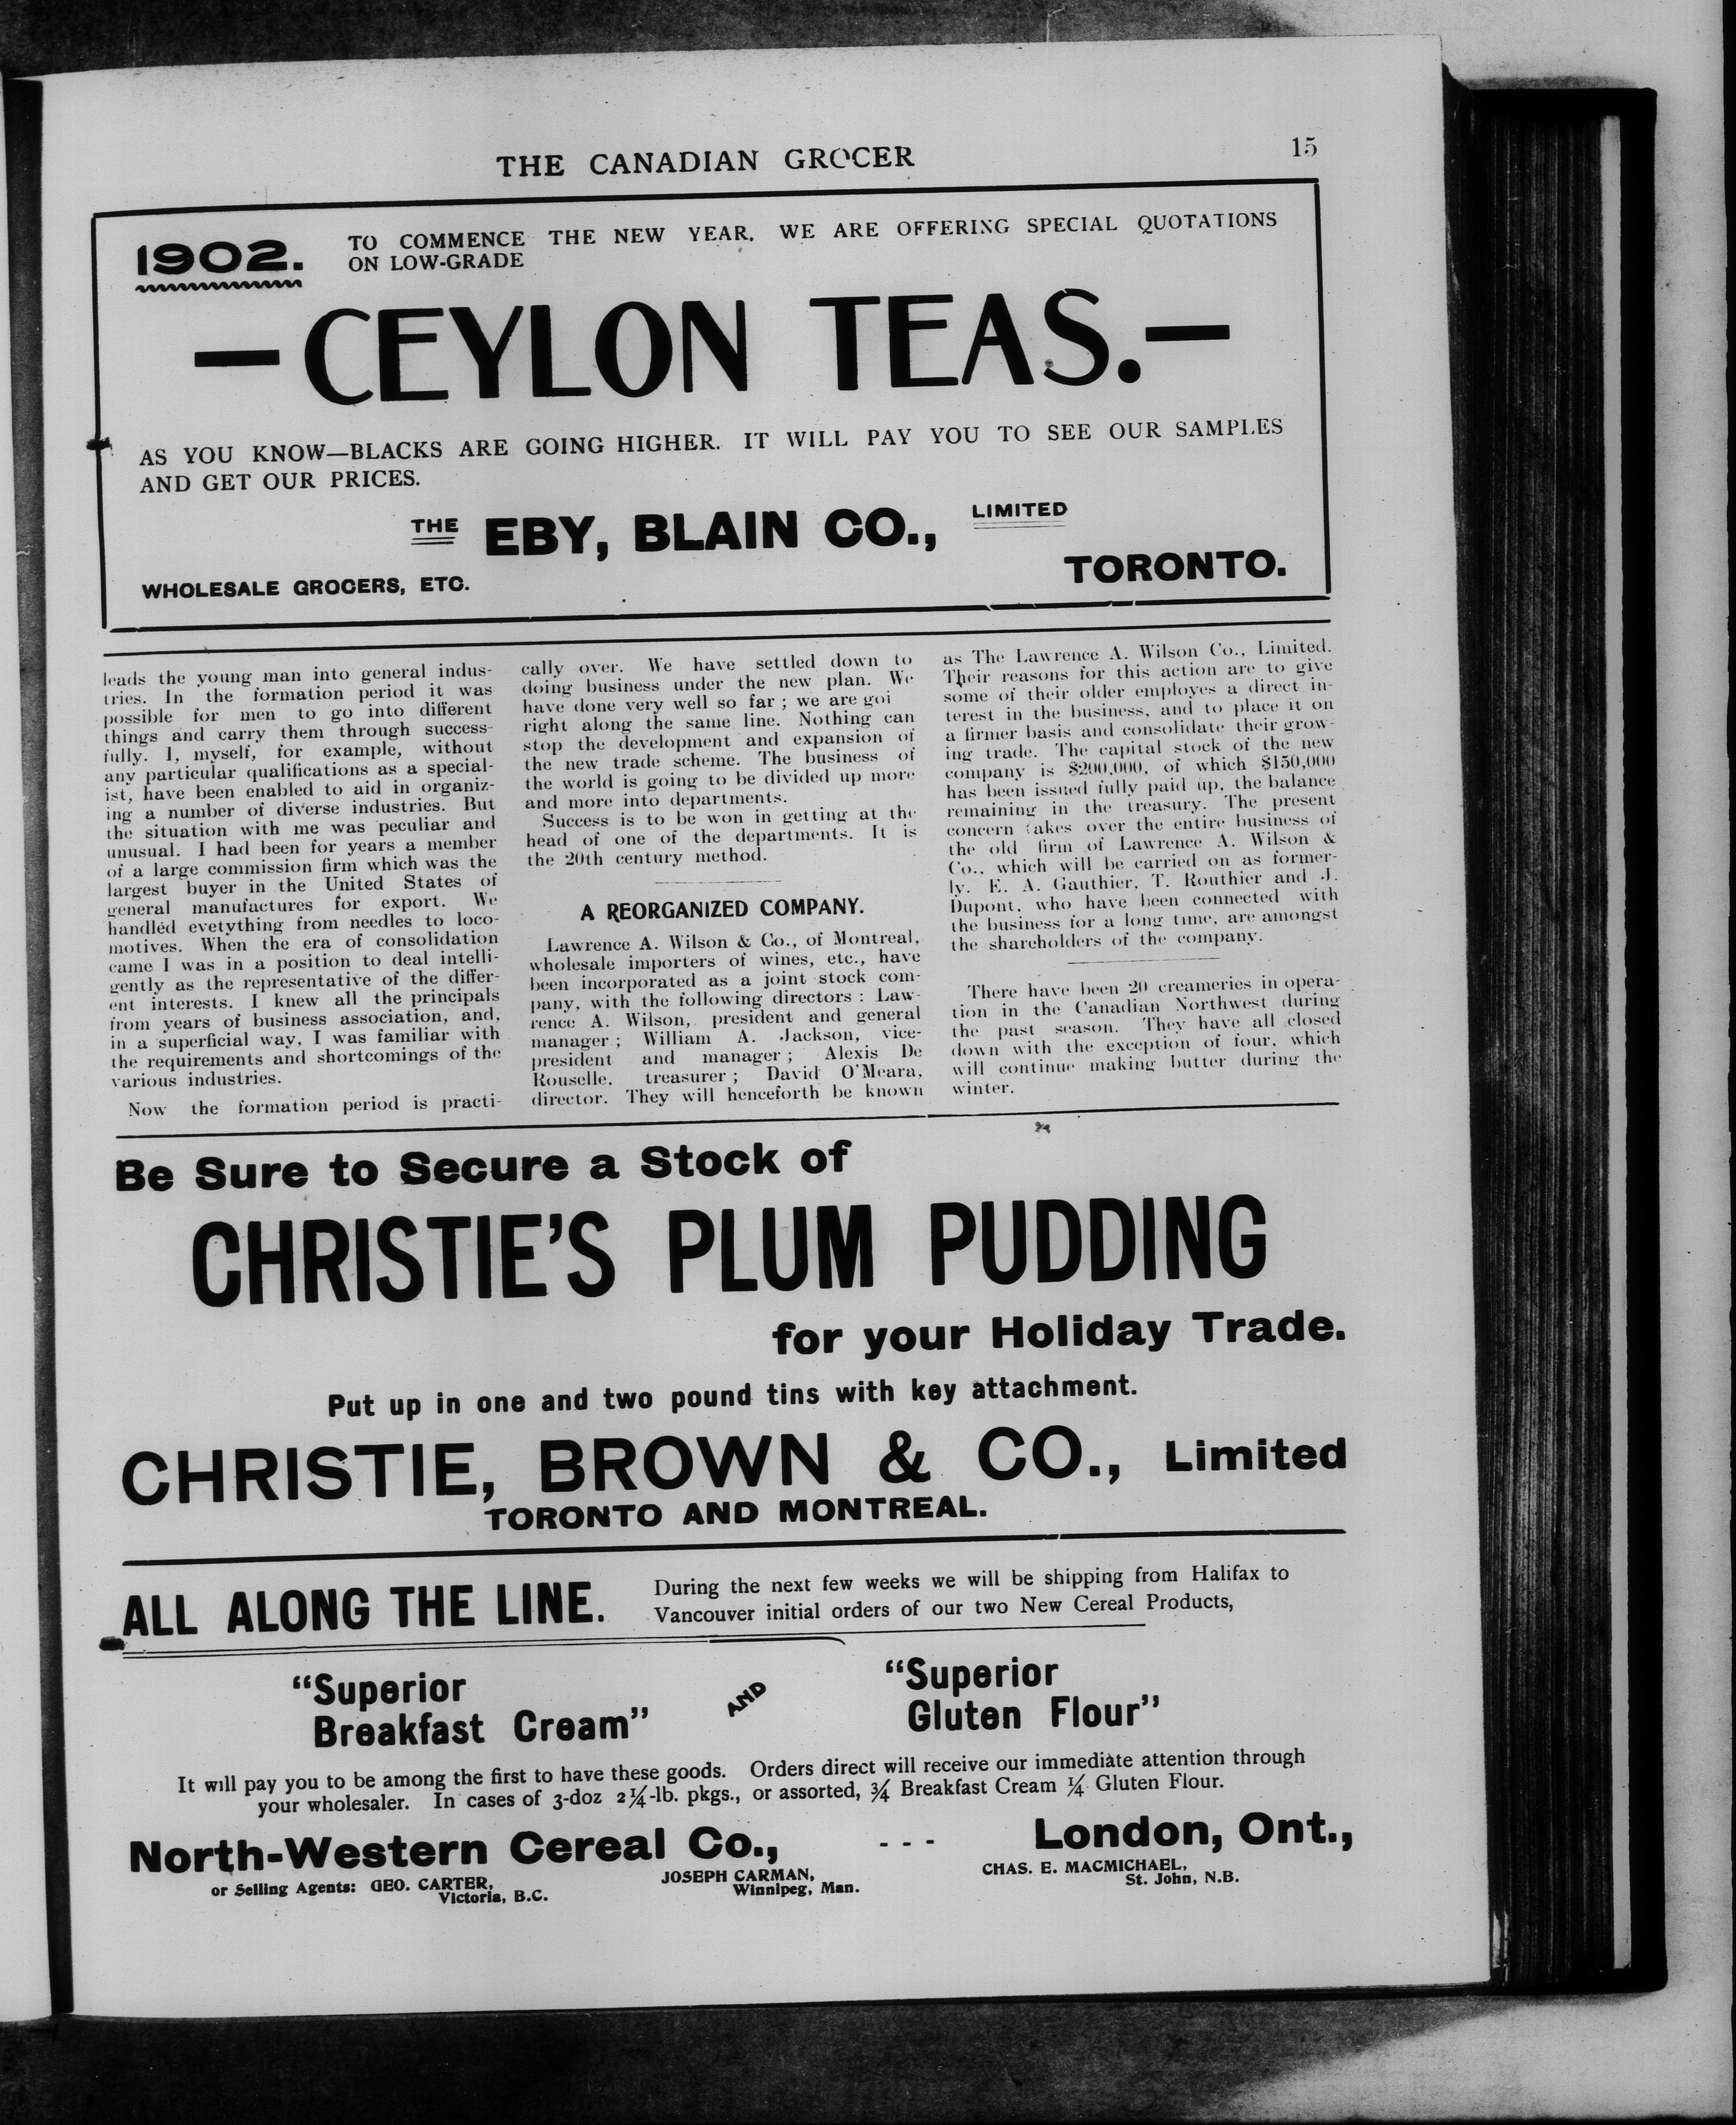 THE CANADIAN GROCER
15
1902.
TO COMMENCE THE NEW YEAR, WE ARE OFFERING SPECIAL QUOTATIONS
ON LOW-GRADE
— CEYLON TEAS. —
AS YOU KNOW—BLACKS ARE GOING HIGHER. IT WILL PAY YOU TO SEE OUR SAMPLES
AND GET OUR PRICES.
THE EBY, BLAIN CO., LIMITED
TORONTO.
WHOLESALE GROCERS, ETC.
leads the young man into general indus-
tries. In the formation period it was
possible for men to go into different
things and carry them through success-
fully. I, myself, for example, without
any particular qualifications as a special-
ist, have been enabled to aid in organiz-
ing a number of diverse industries. But
the situation with me was peculiar and
unusual. I had been for years a member
of a large commission firm which was the
largest buyer in the United States of
general manufactures for export. We
handled evetything from needles to loco-
motives. When the era of consolidation
came I was in a position to deal intelli-
gently as the representative of the differ-
ent interests. I knew all the principals
from years of business association, and,
in a superficial way, I was familiar with
the requirements and shortcomings of the
various industries.
Now the formation period is practi-
cally over. We have settled down to
doing business under the new plan. We
have done very well so far ; we are goi
right along the same line. Nothing can
stop the development and expansion of
the new trade scheme. The business of
the world is going to be divided up more
and more into departments.
Success is to be won in getting at the
head of one of the departments. It is
the 20th century method.
A REORGANIZED COMPANY.
Lawrence A. Wilson & Co., of Montreal,
wholesale importers of wines, etc., have
been incorporated as a joint stock com-
pany, with the following directors : Law-
rence A. Wilson, president and general
manager ; William A. Jackson, vice-
president and manager ; Alexis De
Rouselle, treasurer ; David O'Meara,
director. They will henceforth be known
as The Lawrence A. Wilson Co., Limited.
Their reasons for this action are to give
some of their older employes a direct in-
terest in the business, and to place it on
a firmer basis and consolidate their grow-
ing trade. The capital stock of the new
company is $200,000, of which $150,000
has been issued fully paid up, the balance
remaining in the treasury. The present
concern takes over the entire business of
the old firm of Lawrence A. Wilson &
Co., which will be carried on as former-
ly. E. A. Gauthier, T. Routhier and J.
Dupont, who have been connected with
the business for a long time, are amongst
the shareholders of the company.
There have been 20 creameries in opera-
tion in the Canadian Northwest during
the past season. They have all closed
down with the exception of four, which
will continue making butter during the
winter.
Be Sure to Secure a Stock of
CHRISTIE'S PLUM PUDDING
for your Holiday Trade.
Put up in one and two pound tins with key attachment.
CHRISTIE, BROWN & CO., Limited
TORONTO AND MONTREAL.
ALL ALONG THE LINE.
During the next few weeks we will be shipping from Halifax to
Vancouver initial orders of our two New Cereal Products,
"Superior
Breakfast Cream"
AND
"Superior
Gluten Flour"
It will pay you to be among the first to have these goods. Orders direct will receive our immediate attention through
your wholesaler. In cases of 3-doz 2¼-lb. pkgs., or assorted, ¾ Breakfast Cream ¼ Gluten Flour.
North-Western Cereal Co., - - - London, Ont.,
or Selling Agents: GEO. CARTER,
Victoria, B.C.
JOSEPH CARMAN,
Winnipeg, Man.
CHAS. E. MACMICHAEL,
St. John, N.B.